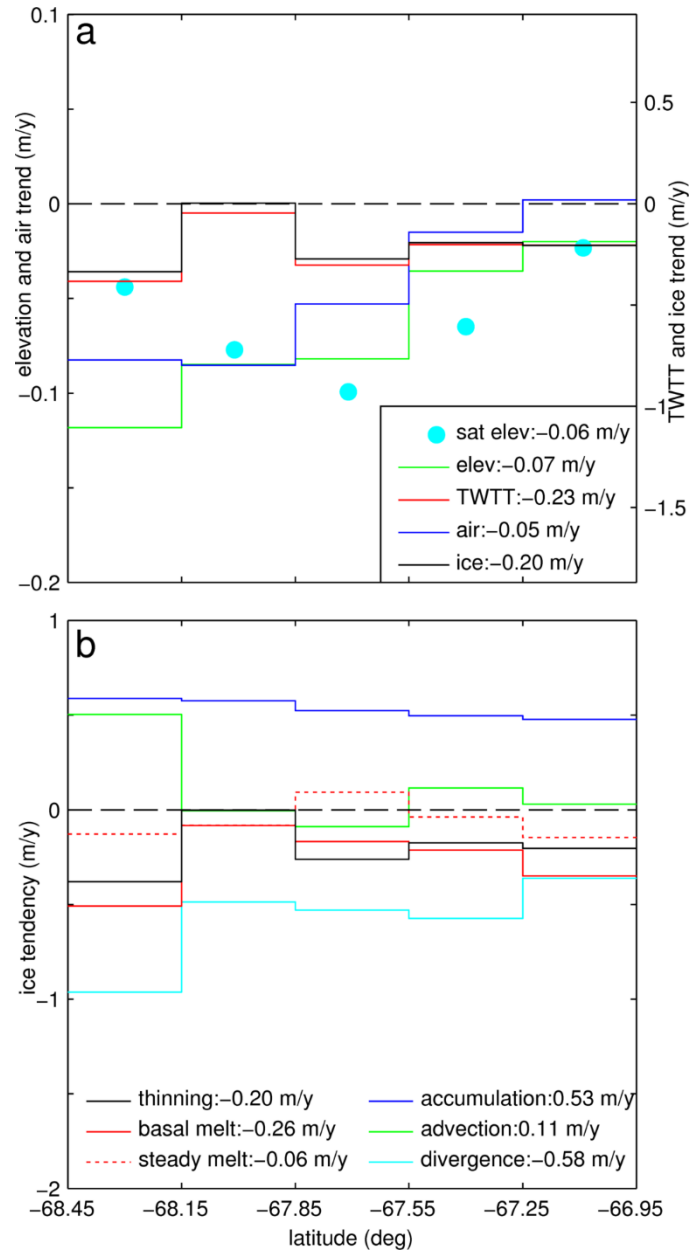 a
0.1
0
−0.1
−0.2
elevation and air trend (m/y)
0.5
0
−1
−1.5
TWTT and ice trend (m/y)
sat elev:−0.06 m/y
elev:−0.07 m/y
TWTT:−0.23 m/y
air:−0.05 m/y
ice:−0.20 m/y
b
1
0
−1
−2
ice tendency (m/y)
thinning:−0.20 m/y
basal melt:−0.26 m/y
steady melt:−0.06 m/y
accumulation:0.53 m/y
advection:0.11 m/y
divergence:−0.58 m/y
−68.45 −68.15 −67.85 −67.55 −67.25 −66.95
latitude (deg)